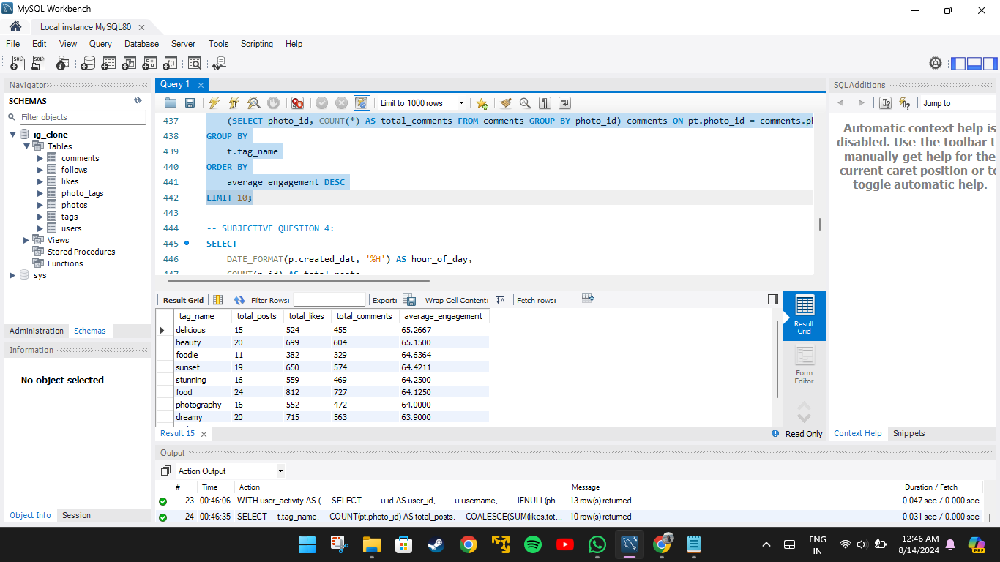 MySQL Workbench
Local instance MySQL80
File Edit View Query Database Server Tools Scripting Help
Navigator
SCHEMAS
Filter objects
ig_clone
Tables
comments
follows
likes
photo_tags
photos
tags
users
Views
Stored Procedures
Functions
sys
Administration Schemas
Information
No object selected
Object Info Session
Query 1
Limit to 1000 rows
437 (SELECT photo_id, COUNT(*) AS total_comments FROM comments GROUP BY photo_id) comments ON pt.photo_id = comments.ph
438 GROUP BY
439 t.tag_name
440 ORDER BY
441 average_engagement DESC
442 LIMIT 10;
443
444 -- SUBJECTIVE QUESTION 4:
445 SELECT
446 DATE_FORMAT(p.created_dat, '%H') AS hour_of_day,
447 COUNT(p.id) AS total_posts
Result Grid Filter Rows: Export: Wrap Cell Content: Fetch rows:
tag_name total_posts total_likes total_comments average_engagement
delicious 15 524 455 65.2667
beauty 20 699 604 65.1500
foodie 11 382 329 64.6364
sunset 19 650 574 64.4211
stunning 16 559 469 64.2500
food 24 812 727 64.1250
photography 16 552 472 64.0000
dreamy 20 715 563 63.9000
Result Grid
Form Editor
Result 15
Read Only
SQLAdditions
Jump to
Automatic context help is
disabled. Use the toolbar t
manually get help for the
current caret position or to
toggle automatic help.
Context Help Snippets
Output
Action Output
# Time Action Message Duration / Fetch
23 00:46:06 WITH user_activity AS ( SELECT u.id AS user_id, u.username, IFNULL(ph... 13 row(s) returned 0.047 sec / 0.000 sec
24 00:46:35 SELECT t.tag_name, COUNT(pt.photo_id) AS total_posts, COALESCE(SUM(likes.tot... 10 row(s) returned 0.031 sec / 0.000 sec
ENG
IN
12:46 AM
8/14/2024
PRE